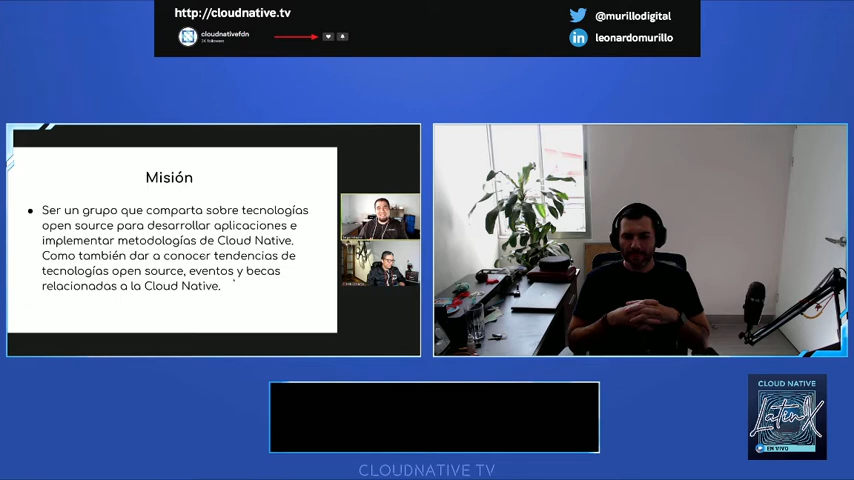 http://cloudnative.tv
cloudnativefdn
@murillodigital
leonardomurillo
Misión
Ser un grupo que comparta sobre tecnologías
open source para desarrollar aplicaciones e
implementar metodologías de Cloud Native.
Como también dar a conocer tendencias de
tecnologías open source, eventos y becas
relacionadas a la Cloud Native.
CLOUD NATIVE
LatinX
EN VIVO
CLOUDNATIVE TV